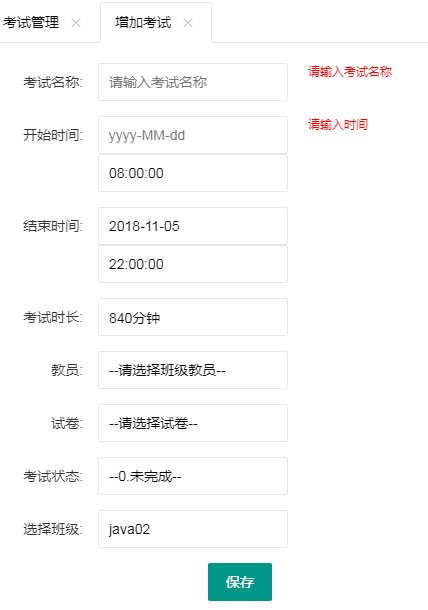 考试管理 增加考试
考试名称: 请输入考试名称 请输入考试名称
开始时间: yyyy-MM-dd 请输入时间
08:00:00
结束时间: 2018-11-05
22:00:00
考试时长: 840分钟
教员: --请选择班级教员--
试卷: --请选择试卷--
考试状态: --0.未完成--
选择班级: java02
保存